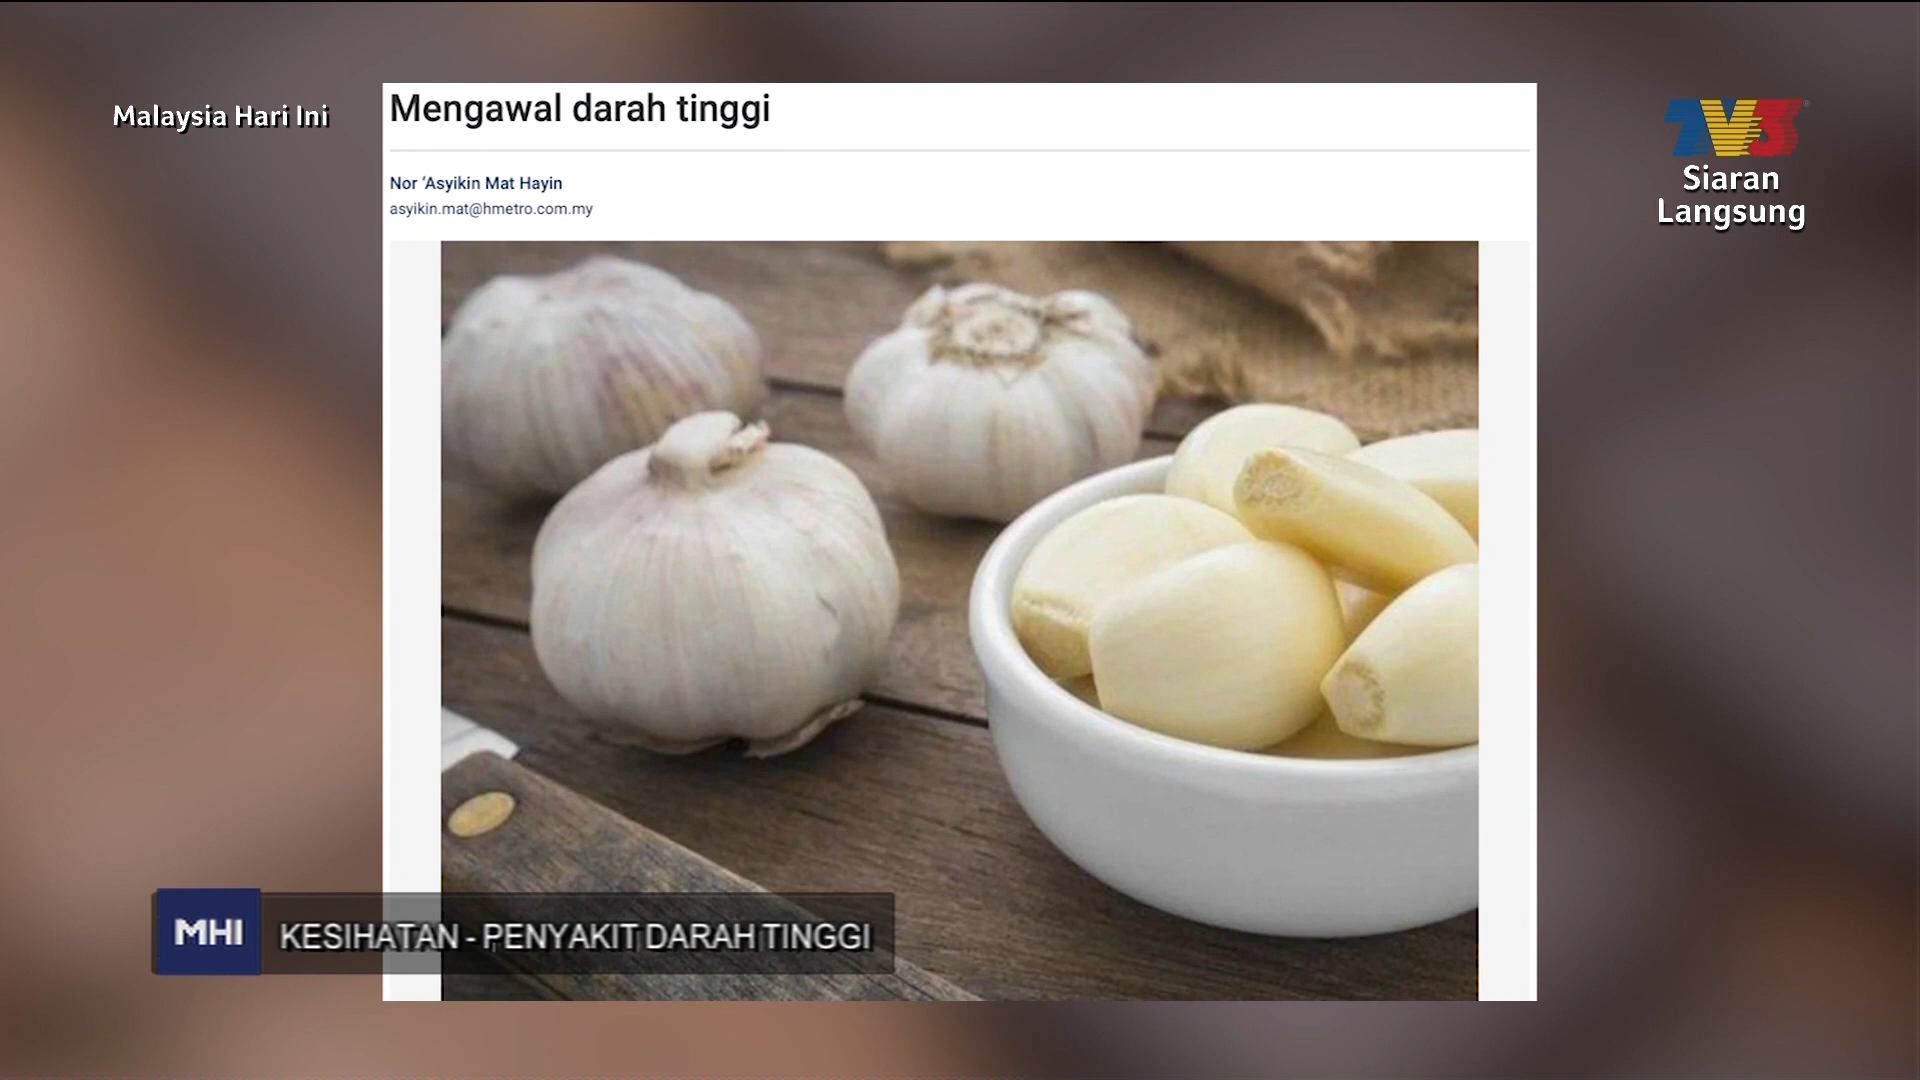 Malaysia Hari Ini
TV3
Siaran
Langsung
Mengawal darah tinggi
Nor ‘Asyikin Mat Hayin
asyikin.mat@hmetro.com.my
MHI
KESIHATAN - PENYAKIT DARAH TINGGI